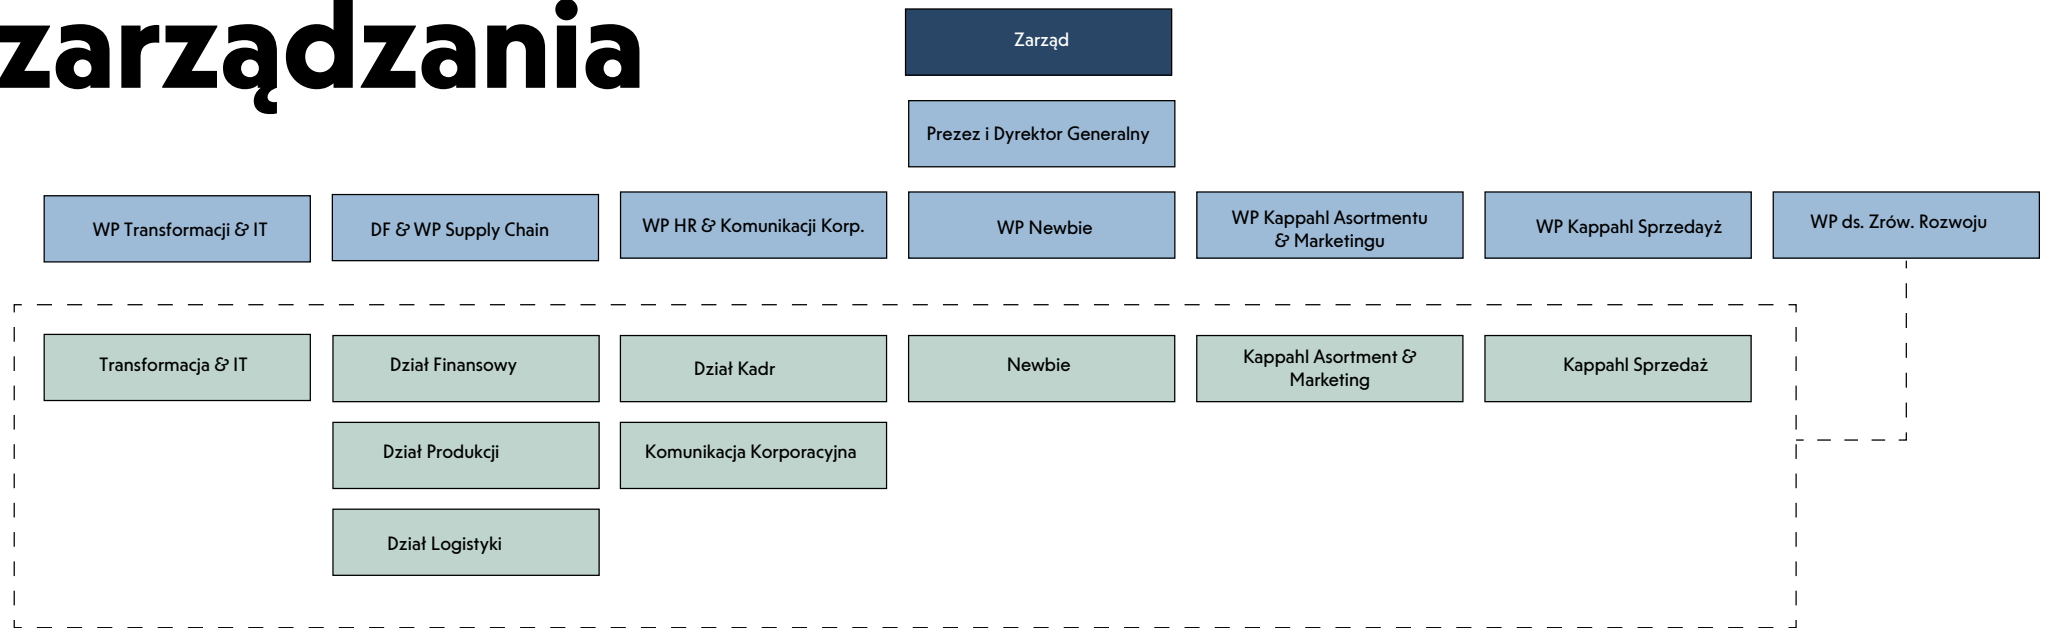 zarządzania
Zarząd
Prezez i Dyrektor Generalny
WP Transformacji & IT
DF & WP Supply Chain
WP HR & Komunikacji Korp.
WP Newbie
WP Kappahl Asortmentu
& Marketingu
WP Kappahl Sprzedayż
WP ds. Zrów. Rozwoju
Transformacja & IT
Dział Finansowy
Dział Kadr
Newbie
Kappahl Asortment &
Marketing
Kappahl Sprzedaż
Dział Produkcji
Komunikacja Korporacyjna
Dział Logistyki